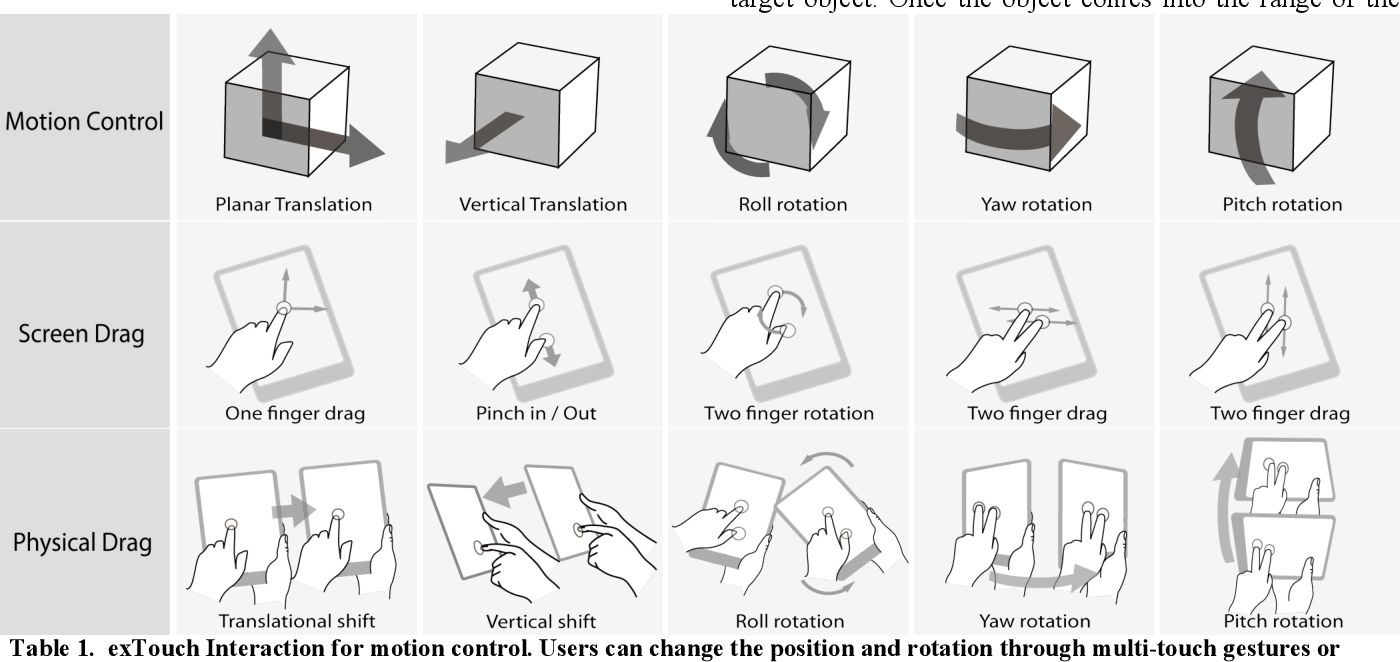 target object. Once the object comes into the range of the
Motion Control
Planar Translation
Vertical Translation
Roll rotation
Yaw rotation
Pitch rotation
Screen Drag
One finger drag
Pinch in / Out
Two finger rotation
Two finger drag
Two finger drag
Physical Drag
Translational shift
Vertical shift
Roll rotation
Yaw rotation
Pitch rotation
Table 1. exTouch Interaction for motion control. Users can change the position and rotation through multi-touch gestures or